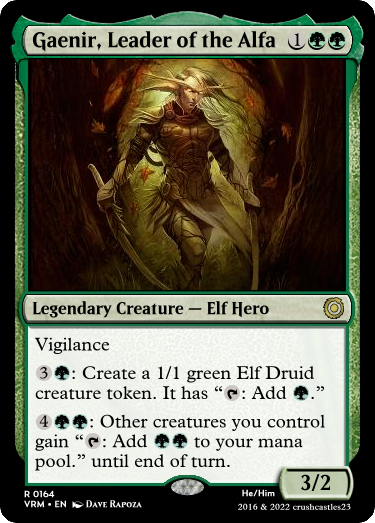 Gaenir, Leader of the Alfa 1
Legendary Creature — Elf Hero
Vigilance
3: Create a 1/1 green Elf Druid
creature token. It has “: Add .”
4: Other creatures you control
gain “: Add to your mana
pool.” until end of turn.
3/2
R 0164
VRM • EN Dave Rapoza
He/Him
2016 & 2022 crushcastles23